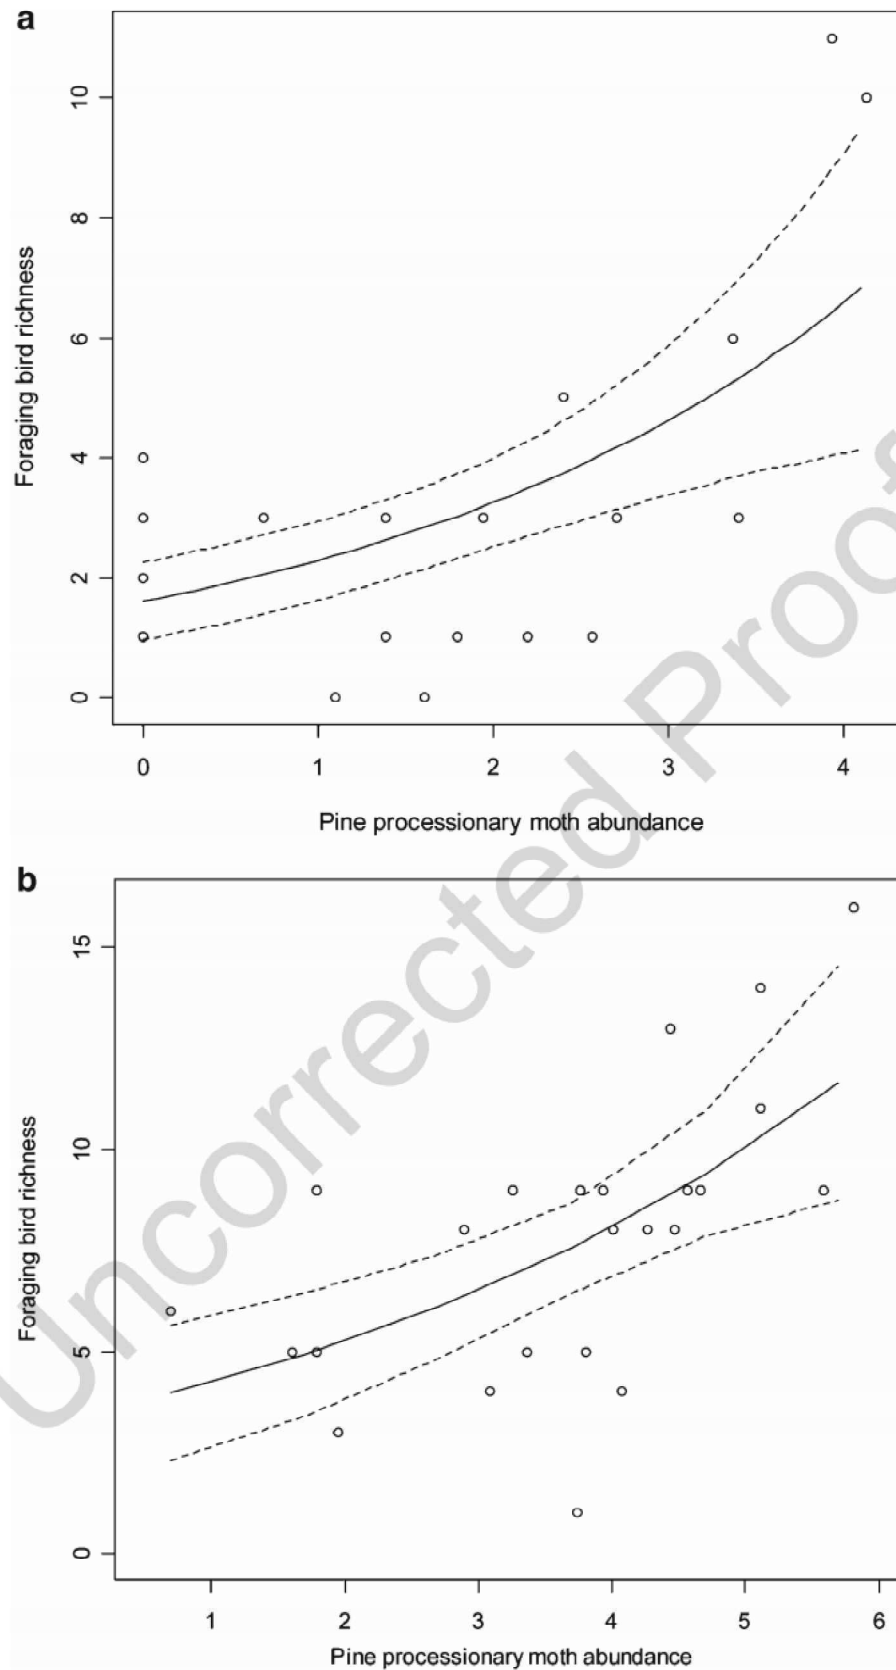 a
10
8
6
4
2
0
Foraging bird richness
0 1 2 3 4
Pine processionary moth abundance
b
15
10
5
0
Foraging bird richness
1 2 3 4 5 6
Pine processionary moth abundance
Uncorrected Proof